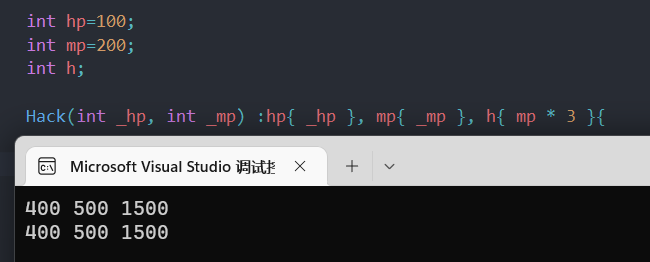 int hp=100;
int mp=200;
int h;
Hack(int _hp, int _mp) :hp{ _hp }, mp{ _mp }, h{ mp * 3 }{
Microsoft Visual Studio 调试
400 500 1500
400 500 1500